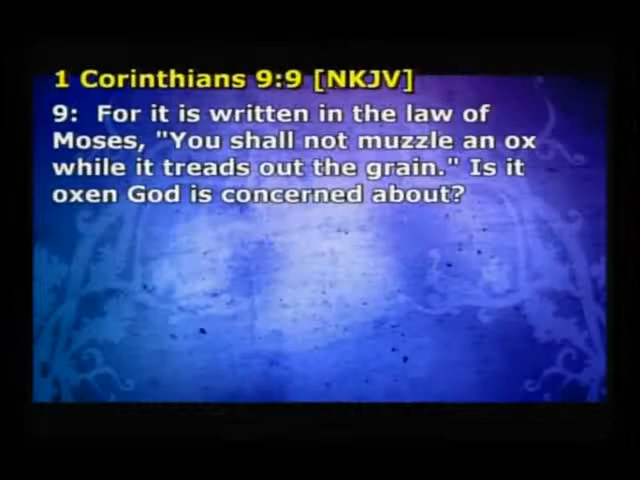 1 Corinthians 9:9 [NKJV]
9:  For it is written in the law of
Moses, "You shall not muzzle an ox
while it treads out the grain." Is it
oxen God is concerned about?